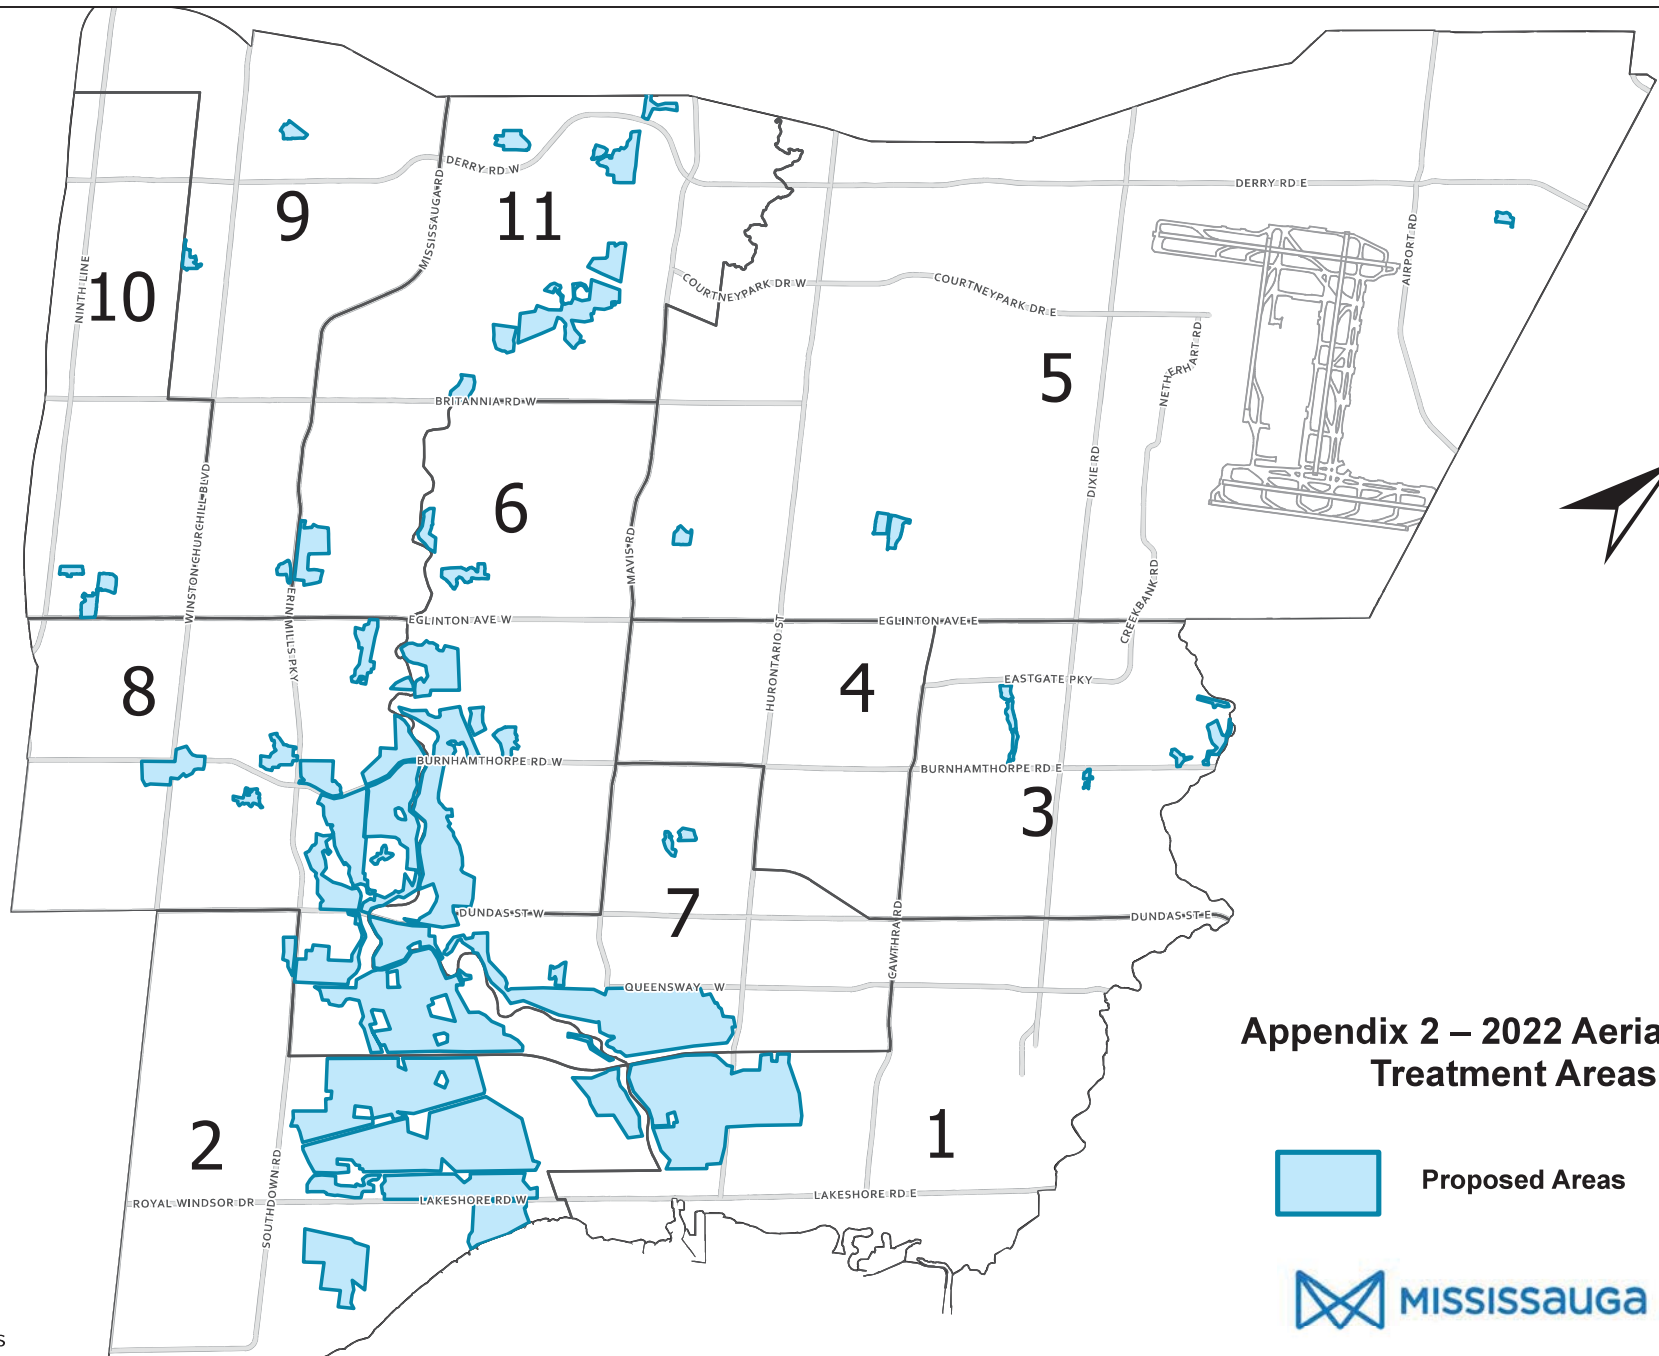 DERRY RD W
DERRY RD E
9
11
MISSISSAUGA RD
NINTH LINE
10
AIRPORT RD
COURTNEYPARK DR W
COURTNEYPARK DR E
NETHERHART RD
5
BRITANNIA RD W
WINSTON CHURCHILL BLVD
6
DIXIE RD
MAVIS RD
ERIN MILLS PKY
CREEKBANK RD
EGLINTON AVE W
EGLINTON AVE E
HURONTARIO ST
8
4
EASTGATE PKY
BURNHAMTHORPE RD W
BURNHAMTHORPE RD E
3
7
DUNDAS ST W
DUNDAS ST E
CAWTHRA RD
QUEENSWAY W
Appendix 2 – 2022 Aeria
Treatment Areas
2
1
SOUTHDOWN RD
Proposed Areas
ROYAL WINDSOR DR
LAKESHORE RD W
LAKESHORE RD E
MISSISSauGa
s